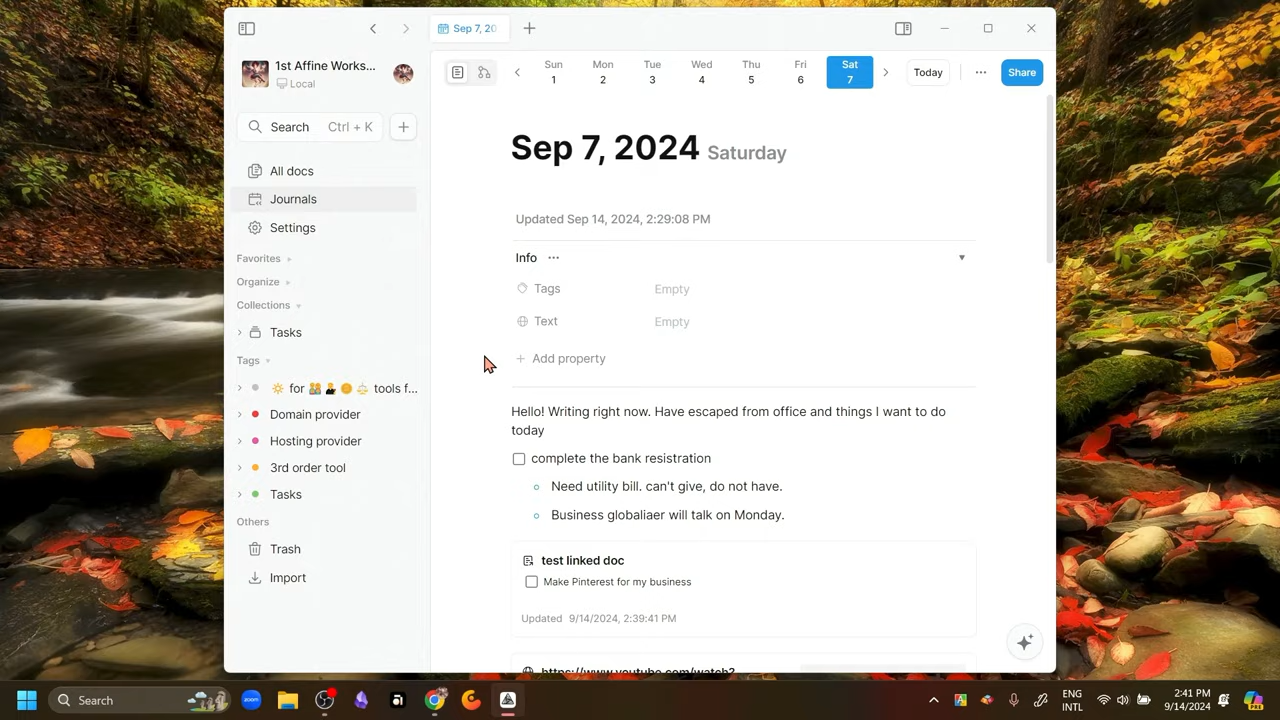 Sep 7, 20
1st Affine Works...
Local
Search Ctrl + K
All docs
Journals
Settings
Favorites
Organize
Collections
Tasks
Tags
for tools f...
Domain provider
Hosting provider
3rd order tool
Tasks
Others
Trash
Import
Sun 1
Mon 2
Tue 3
Wed 4
Thu 5
Fri 6
Sat 7
Today
Share
Sep 7, 2024 Saturday
Updated Sep 14, 2024, 2:29:08 PM
Info
Tags Empty
Text Empty
Add property
Hello! Writing right now. Have escaped from office and things I want to do
today
complete the bank resistration
Need utility bill. can't give, do not have.
Business globaliaer will talk on Monday.
test linked doc
Make Pinterest for my business
Updated 9/14/2024, 2:39:41 PM
https://www.youtube.com/watch?
Search
zoom
ENG
INTL
2:41 PM
9/14/2024